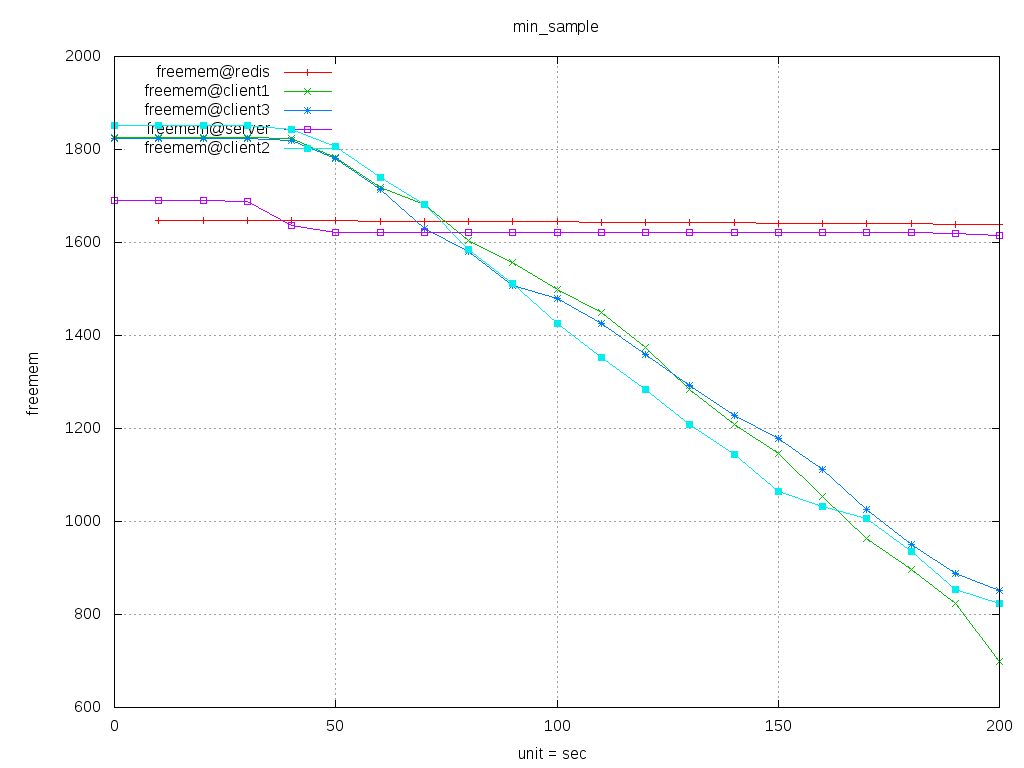 min_sample
2000
1800
1600
1400
1200
1000
800
600
freemem
freemem@redis
freemem@client1
freemem@client3
freemem@server
freemem@client2
0 50 100 150 200
unit = sec